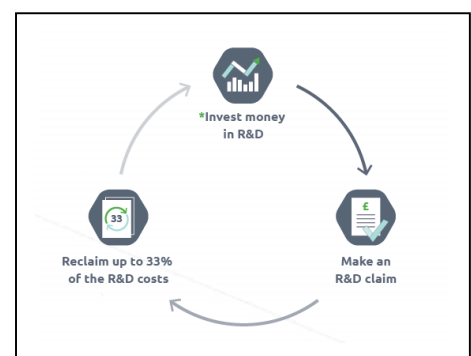 *Invest money
in R&D
£
33
Reclaim up to 33%
of the R&D costs
Make an
R&D claim